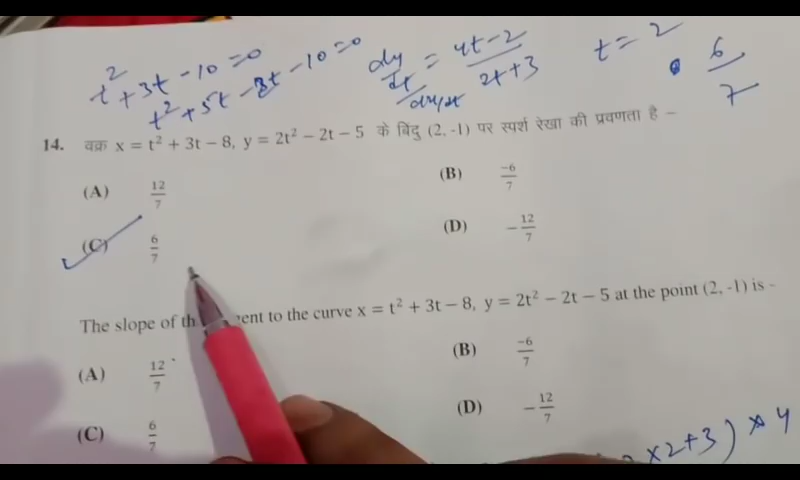 t² + 3t − 10 = 0
t² + 5t − 2t − 10 = 0
dy/dt / dx/dt = 4t − 2 / 2t + 3
t = 2
6/7
14. वक्र x = t² + 3t − 8, y = 2t² − 2t − 5 के बिंदु (2, -1) पर स्पर्श रेखा की प्रवणता है –
(A) 12/7
(B) −6/7
(C) 6/7
(D) − 12/7
The slope of th ent to the curve x = t² + 3t − 8, y = 2t² − 2t − 5 at the point (2, -1) is -
(A) 12/7
(B) −6/7
(C) 6/7
(D) − 12/7
×2+3) × 4